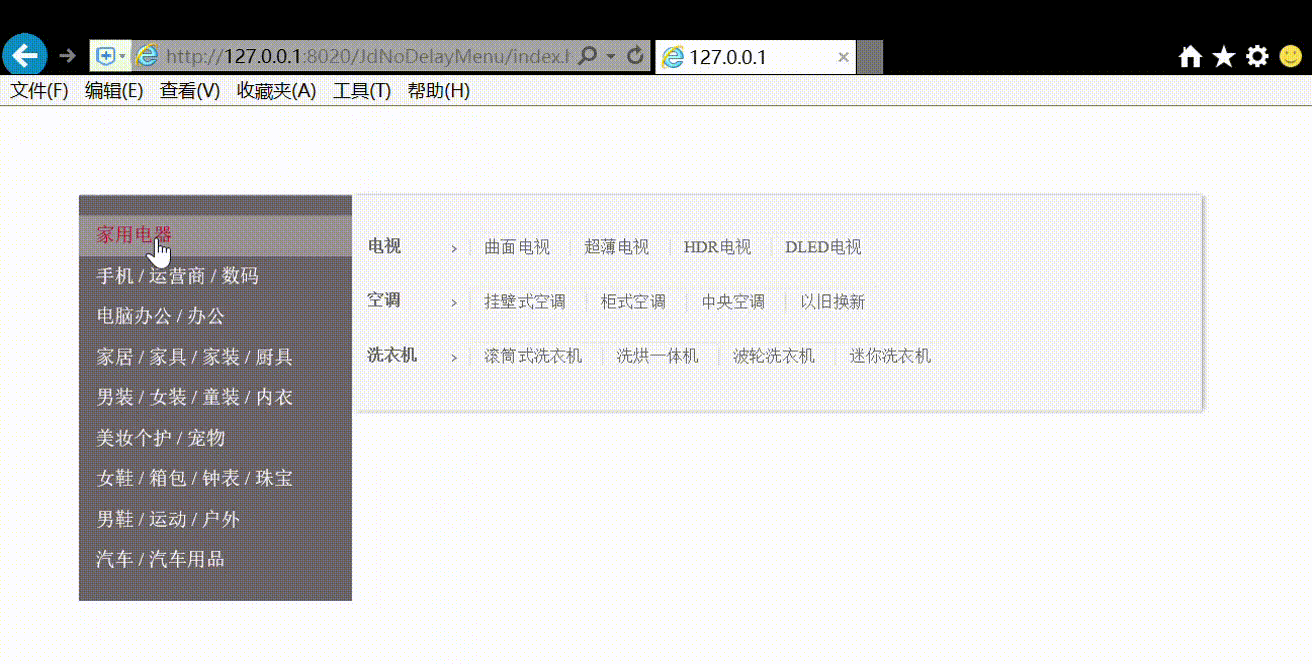 http://127.0.0.1:8020/JdNoDelayMenu/index.h
127.0.0.1
文件(F) 编辑(E) 查看(V) 收藏夹(A) 工具(T) 帮助(H)
家用电器
手机 / 运营商 / 数码
电脑办公 / 办公
家居 / 家具 / 家装 / 厨具
男装 / 女装 / 童装 / 内衣
美妆个护 / 宠物
女鞋 / 箱包 / 钟表 / 珠宝
男鞋 / 运动 / 户外
汽车 / 汽车用品
电视 > 曲面电视 超薄电视 HDR电视 DLED电视
空调 > 挂壁式空调 柜式空调 中央空调 以旧换新
洗衣机 > 滚筒式洗衣机 洗烘一体机 波轮洗衣机 迷你洗衣机